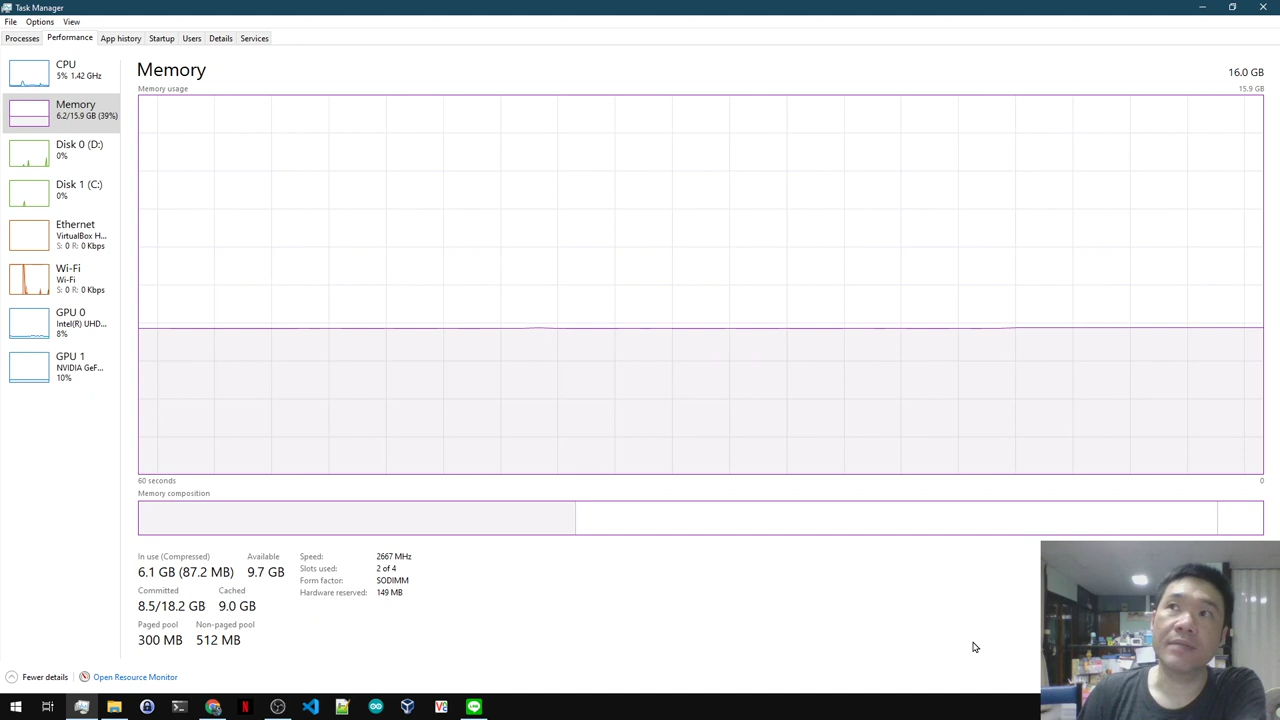 Task Manager
File Options View
Processes Performance App history Startup Users Details Services
CPU
5% 1.42 GHz
Memory
6.2/15.9 GB (39%)
Disk 0 (D:)
0%
Disk 1 (C:)
0%
Ethernet
VirtualBox H...
S: 0 R: 0 Kbps
Wi-Fi
Wi-Fi
S: 0 R: 0 Kbps
GPU 0
Intel(R) UHD...
8%
GPU 1
NVIDIA GeF...
10%
Memory 16.0 GB
Memory usage 15.9 GB
60 seconds 0
Memory composition
In use (Compressed) Available
6.1 GB (87.2 MB) 9.7 GB
Committed Cached
8.5/18.2 GB 9.0 GB
Paged pool Non-paged pool
300 MB 512 MB
Speed: 2667 MHz
Slots used: 2 of 4
Form factor: SODIMM
Hardware reserved: 149 MB
Fewer details Open Resource Monitor